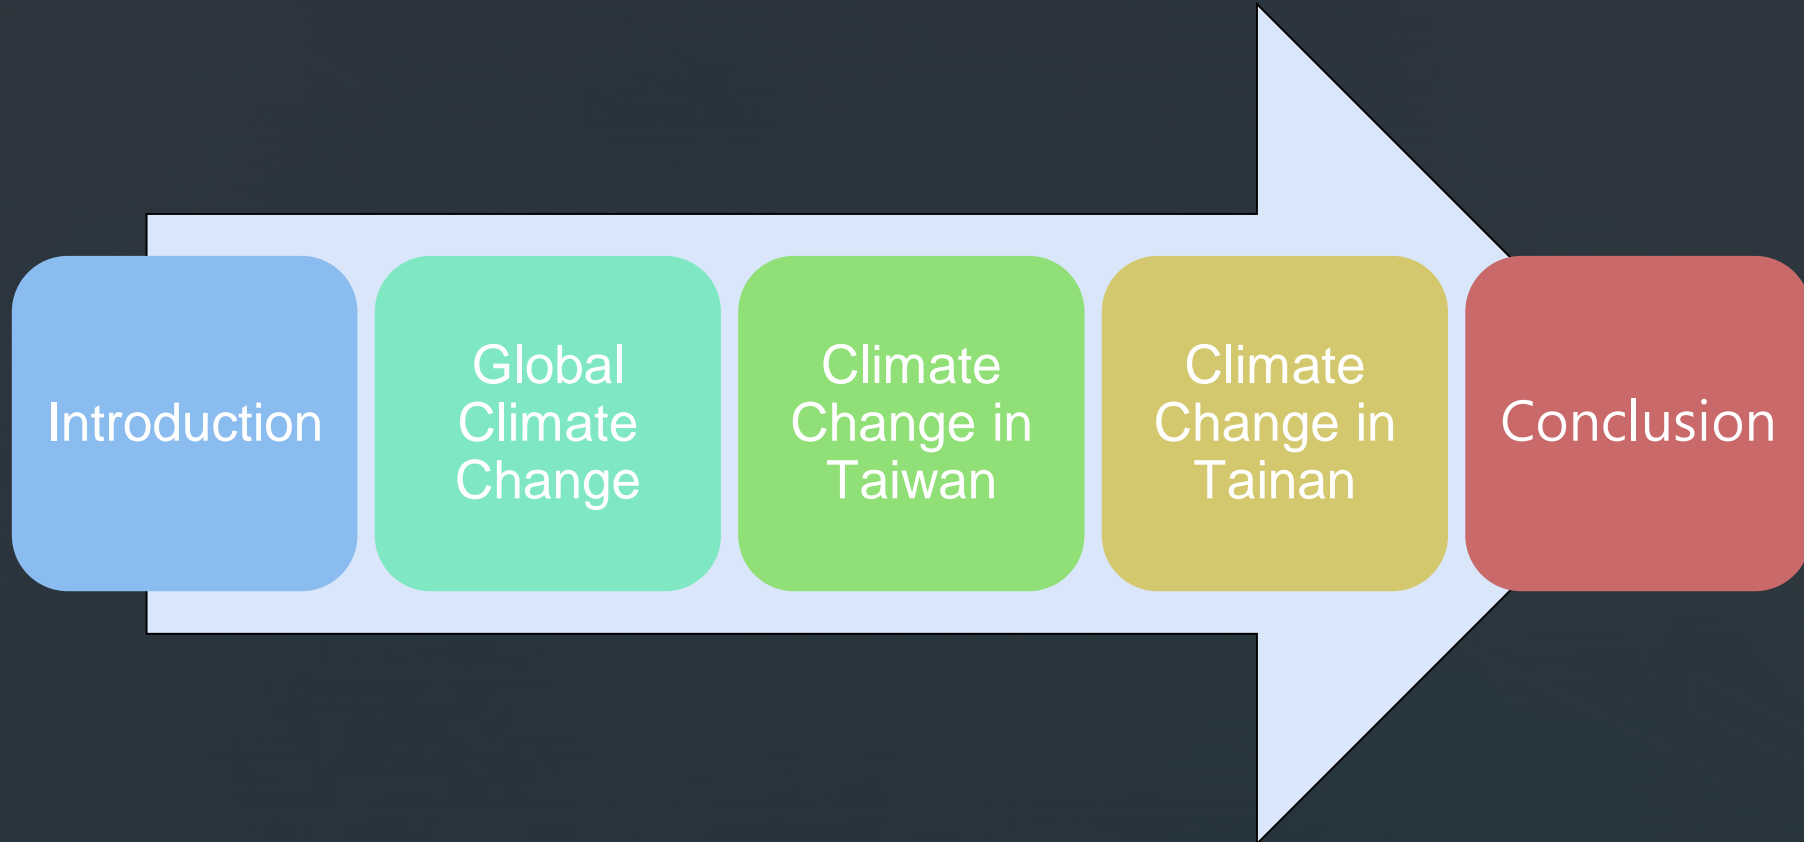 Introduction
Global
Climate
Change
Climate
Change in
Taiwan
Climate
Change in
Tainan
Conclusion